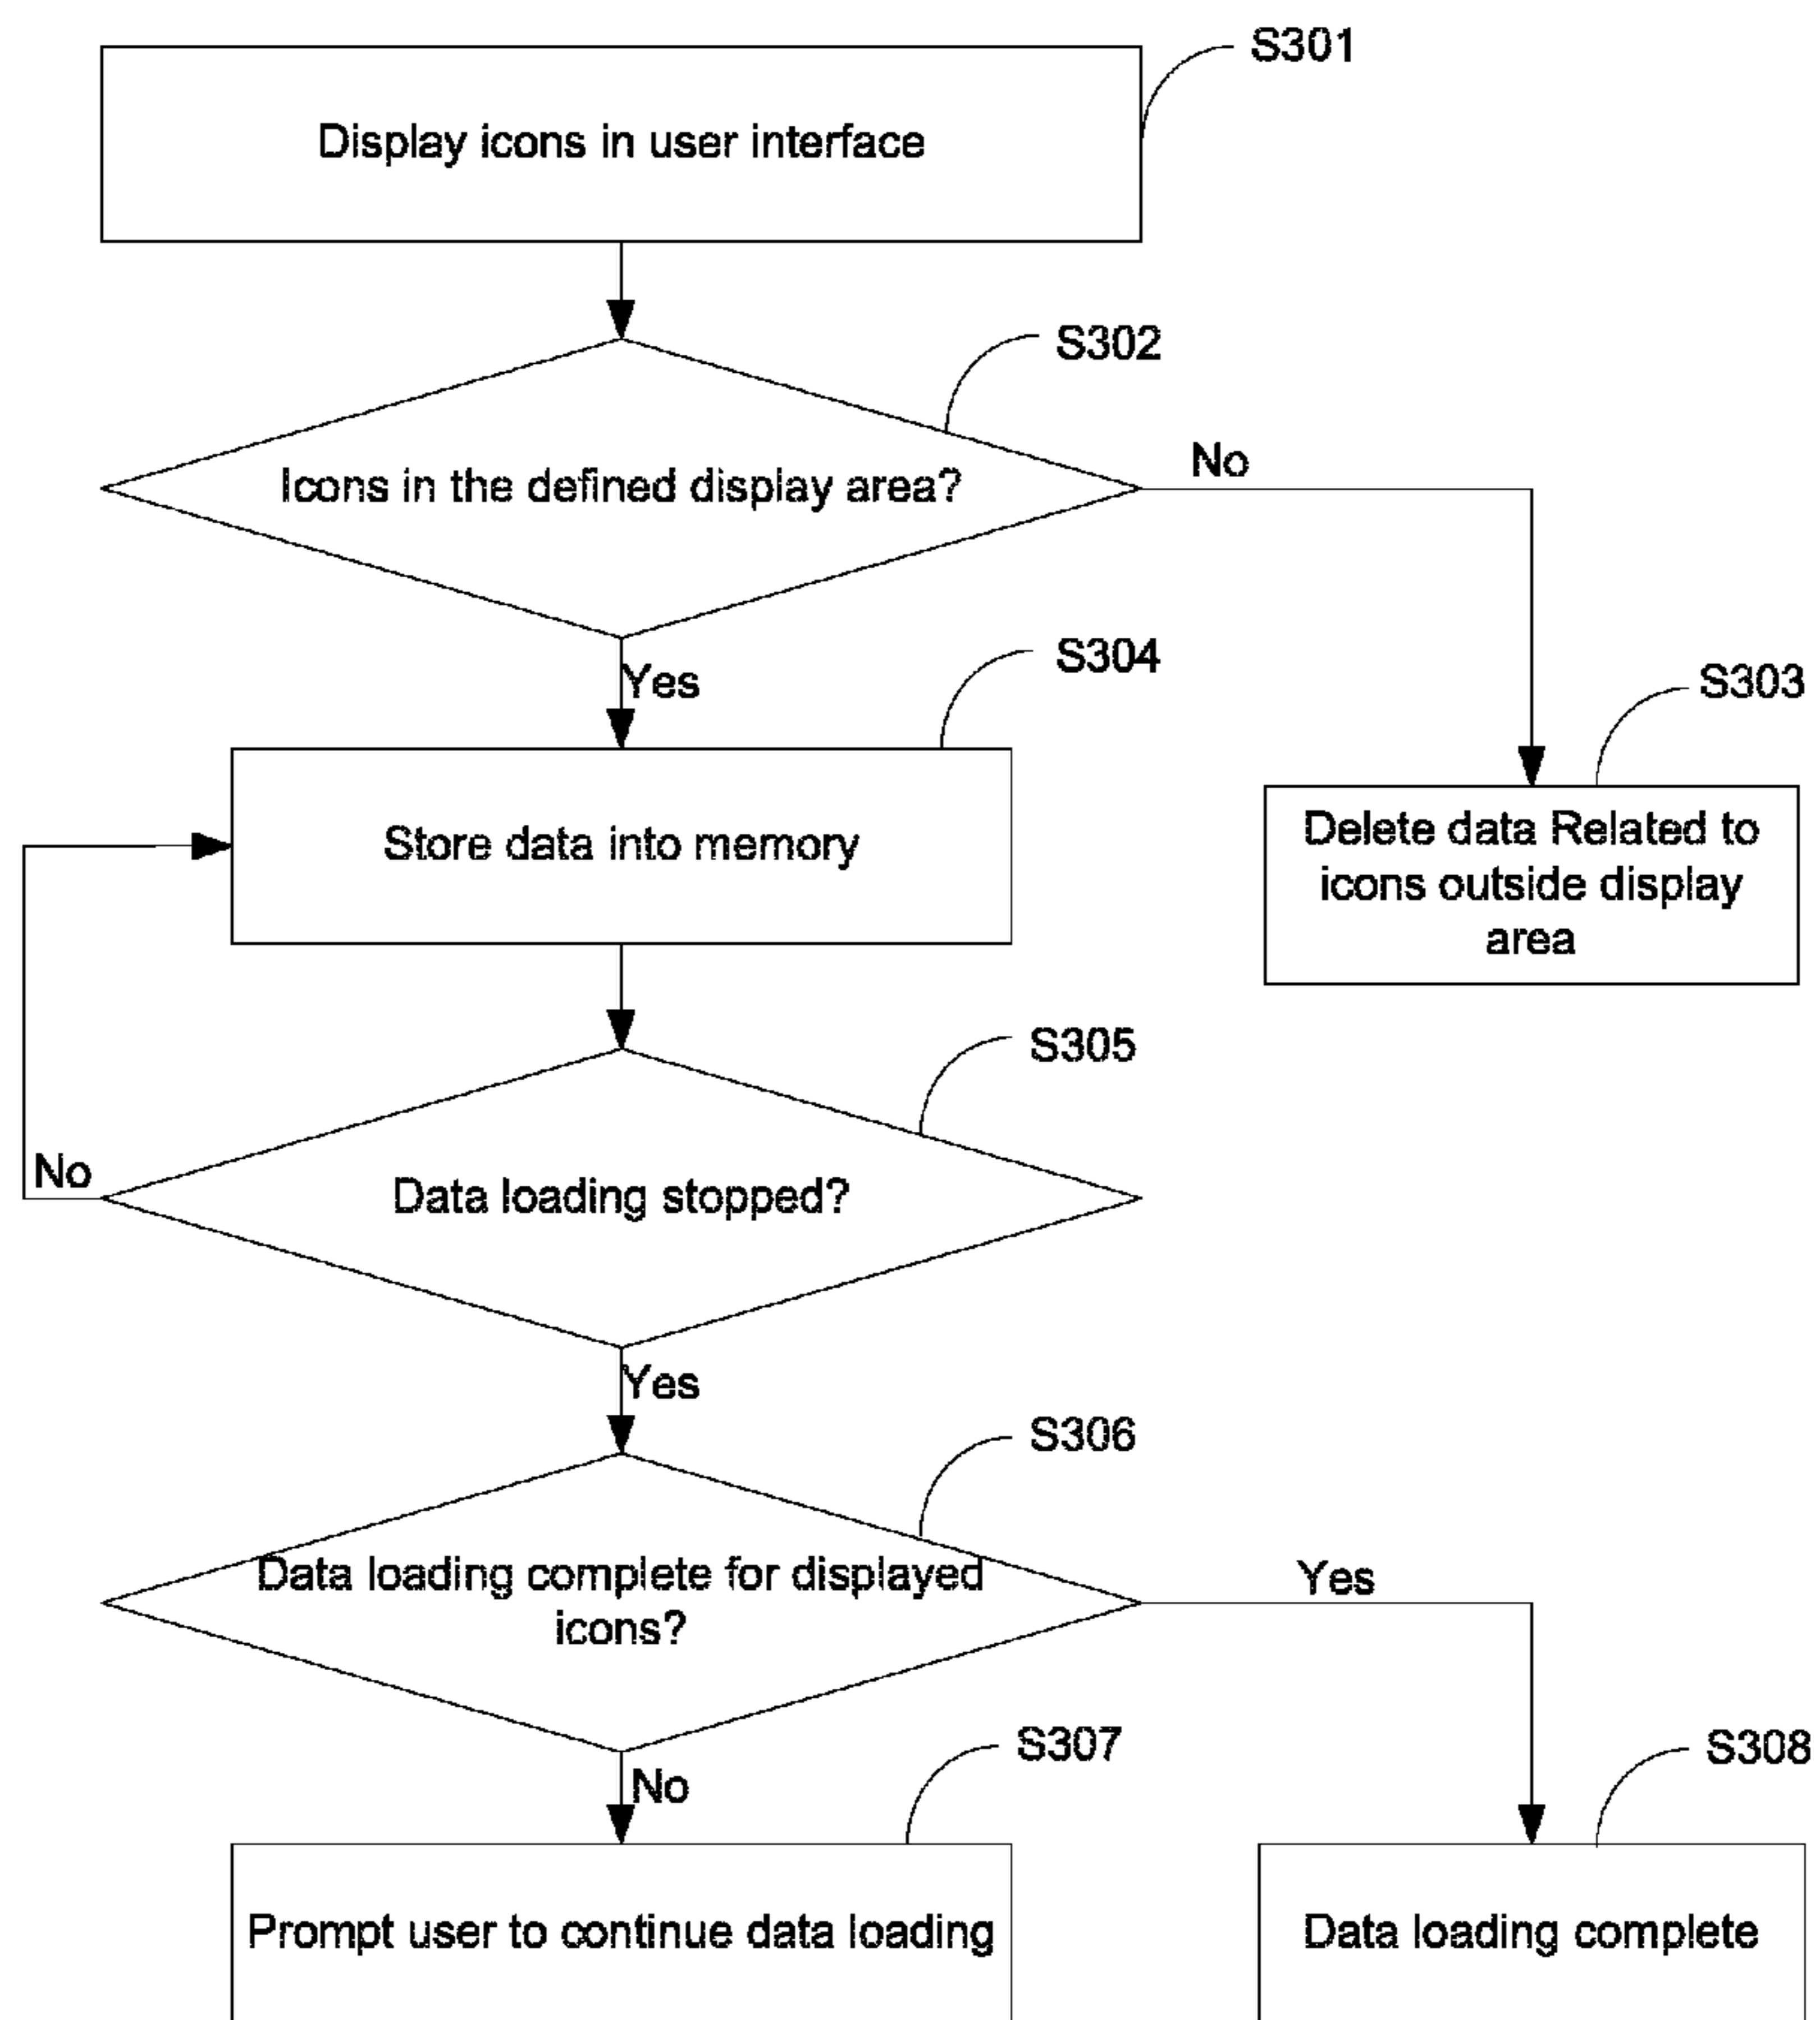 S301
Display icons in user interface
S302
Icons in the defined display area?
No
Yes
S304
S303
Store data into memory
Delete data Related to
icons outside display
area
S305
Data loading stopped?
No
Yes
S306
Data loading complete for displayed
icons?
Yes
No
S307
S308
Prompt user to continue data loading
Data loading complete